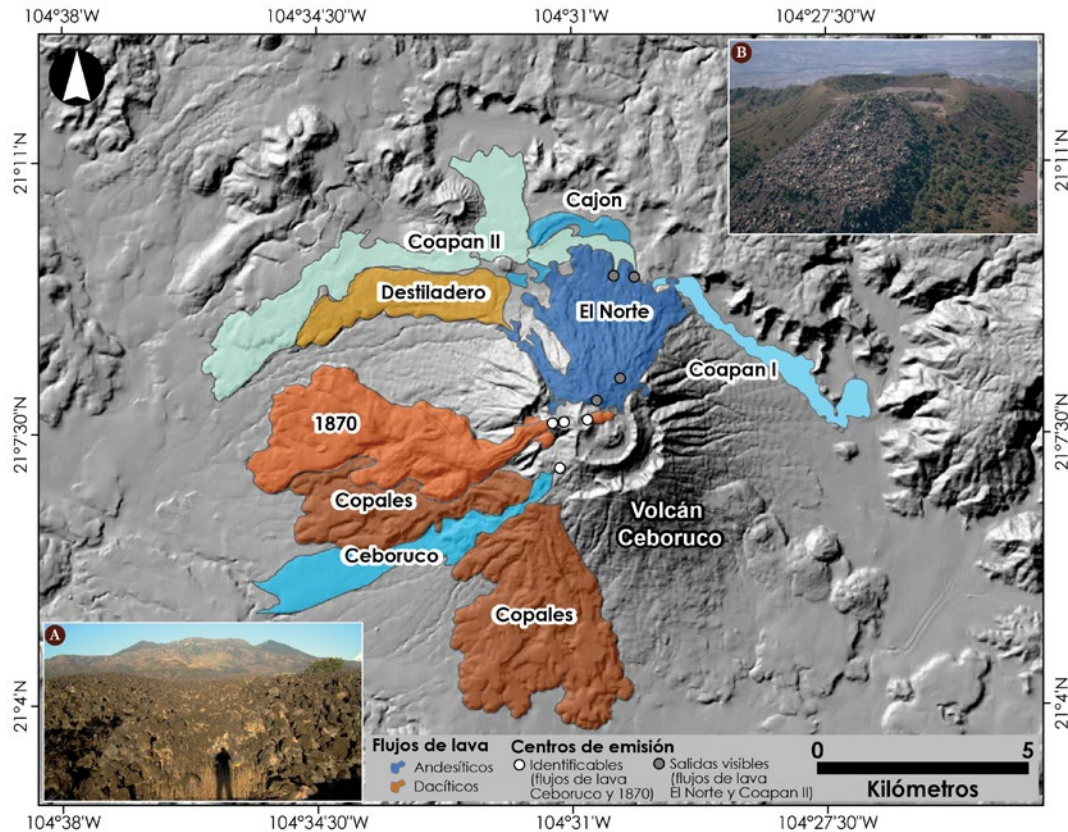 104°38'W 104°34'30"W 104°31'W 104°27'30"W
B
21°11'N
21°11'N
Cajon
Coapan II
Destiladero
El Norte
Coapan I
1870
21°7'30"N
21°7'30"N
Copales
Volcán
Ceboruco
Ceboruco
Copales
A
21°4'N
21°4'N
Flujos de lava
Andesíticos
Dacíticos
Centros de emisión
Identificables
(flujos de lava
Ceboruco y 1870)
Salidas visibles
(flujos de lava
El Norte y Coapan II)
0 5
Kilómetros
104°38'W 104°34'30"W 104°31'W 104°27'30"W